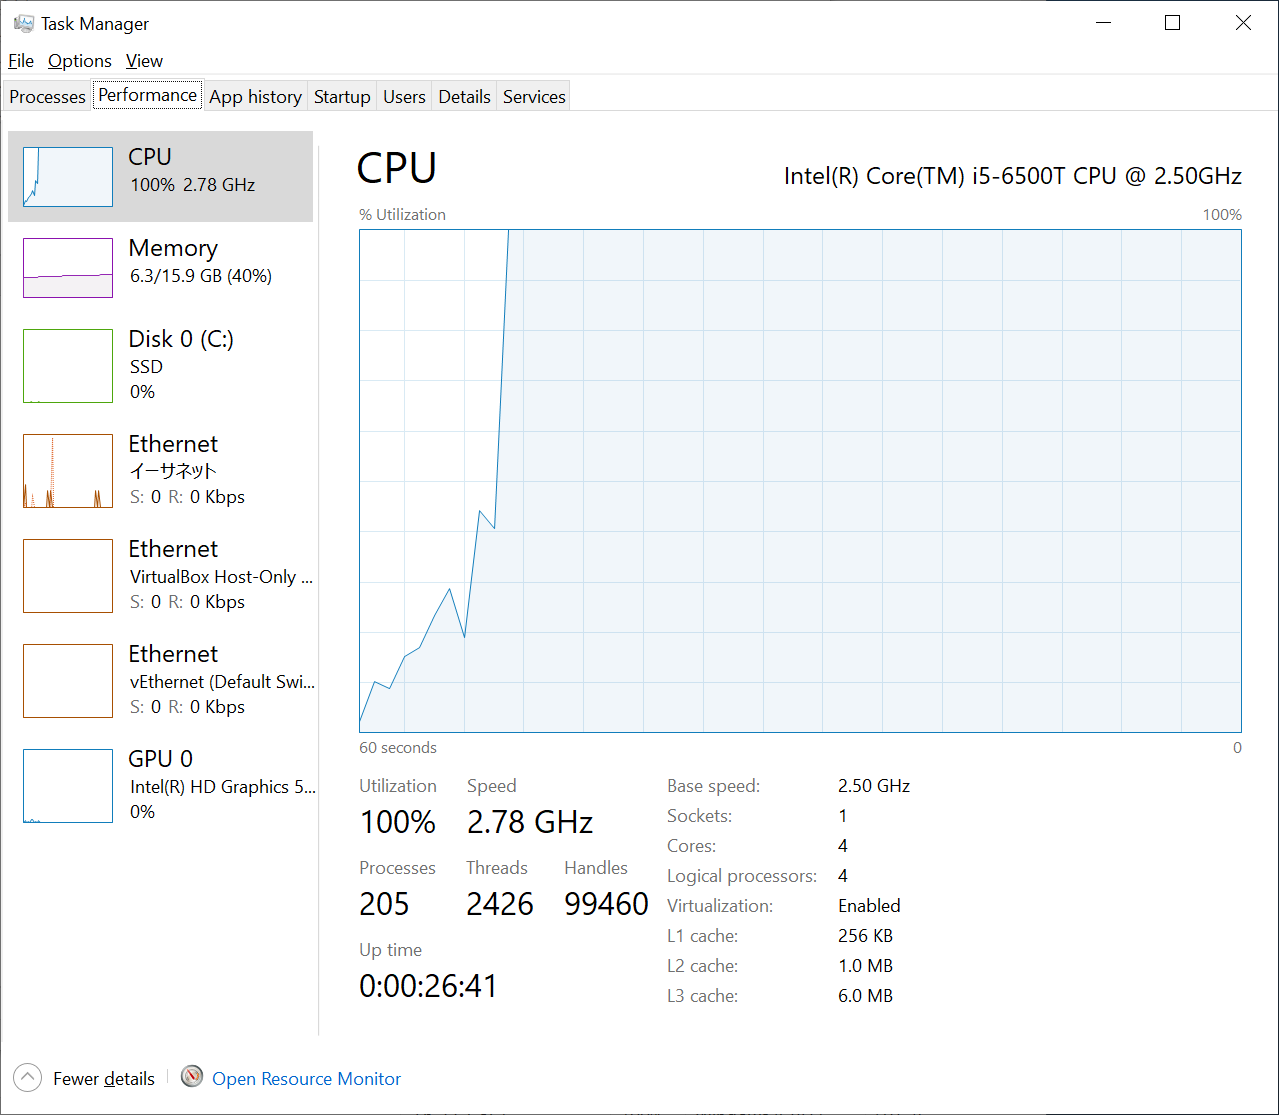 Task Manager
File Options View
Processes Performance App history Startup Users Details Services
CPU
100% 2.78 GHz
Memory
6.3/15.9 GB (40%)
Disk 0 (C:)
SSD
0%
Ethernet
イーサネット
S: 0 R: 0 Kbps
Ethernet
VirtualBox Host-Only ...
S: 0 R: 0 Kbps
Ethernet
vEthernet (Default Swi...
S: 0 R: 0 Kbps
GPU 0
Intel(R) HD Graphics 5...
0%
CPU
Intel(R) Core(TM) i5-6500T CPU @ 2.50GHz
% Utilization 100%
60 seconds 0
Utilization Speed
100% 2.78 GHz
Processes Threads Handles
205 2426 99460
Up time
0:00:26:41
Base speed: 2.50 GHz
Sockets: 1
Cores: 4
Logical processors: 4
Virtualization: Enabled
L1 cache: 256 KB
L2 cache: 1.0 MB
L3 cache: 6.0 MB
Fewer details Open Resource Monitor